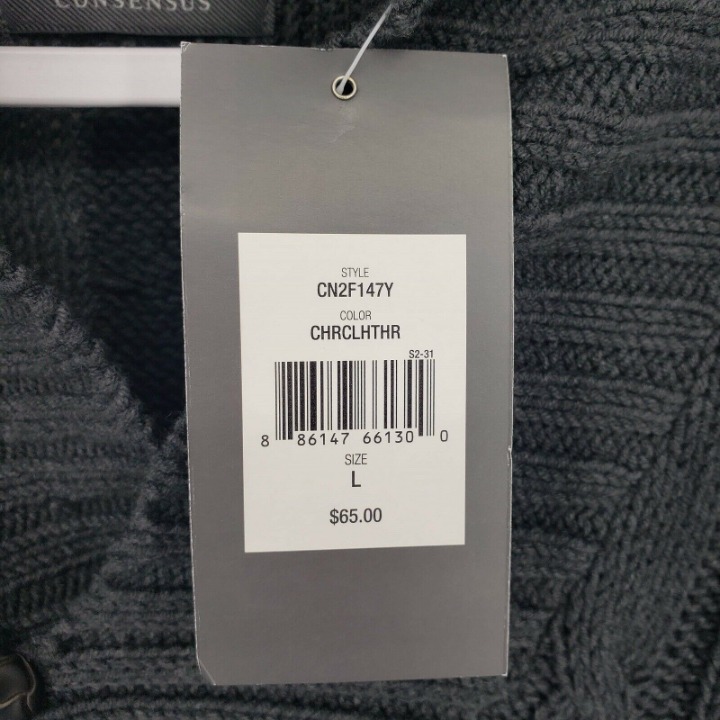 CONSENSUS
STYLE
CN2F147Y
COLOR
CHRCLHTHR
S2-31
8 86147 66130 0
SIZE
L
$65.00